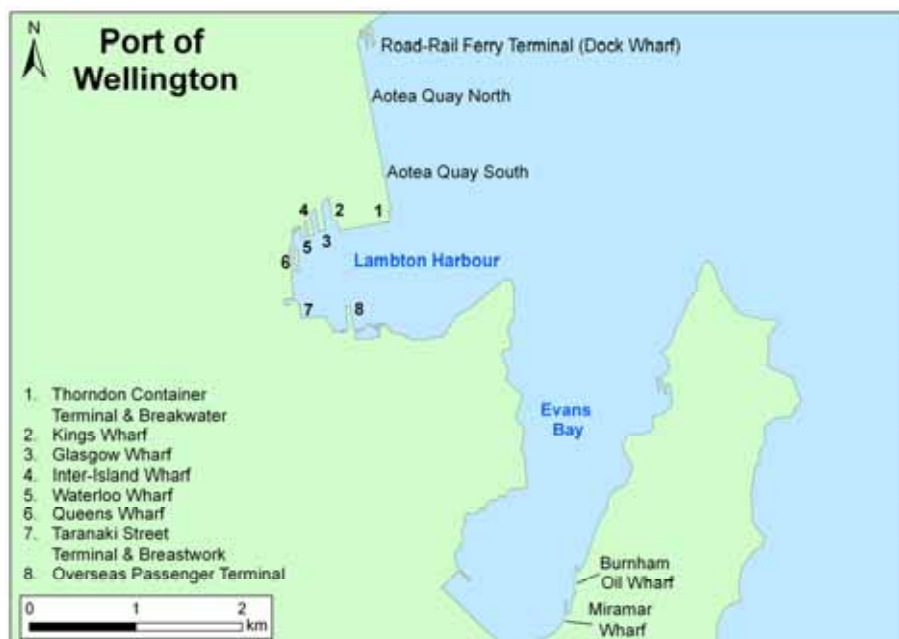 N
Port of
Wellington
Road-Rail Ferry Terminal (Dock Wharf)
Aotea Quay North
Aotea Quay South
4
2
1
5
3
6
Lambton Harbour
7
8
Evans
Bay
1. Thorndon Container
Terminal & Breakwater
2. Kings Wharf
3. Glasgow Wharf
4. Inter-Island Wharf
5. Waterloo Wharf
6. Queens Wharf
7. Taranaki Street
Terminal & Breastwork
8. Overseas Passenger Terminal
Burnham
Oil Wharf
Miramar
Wharf
0 1 2
km